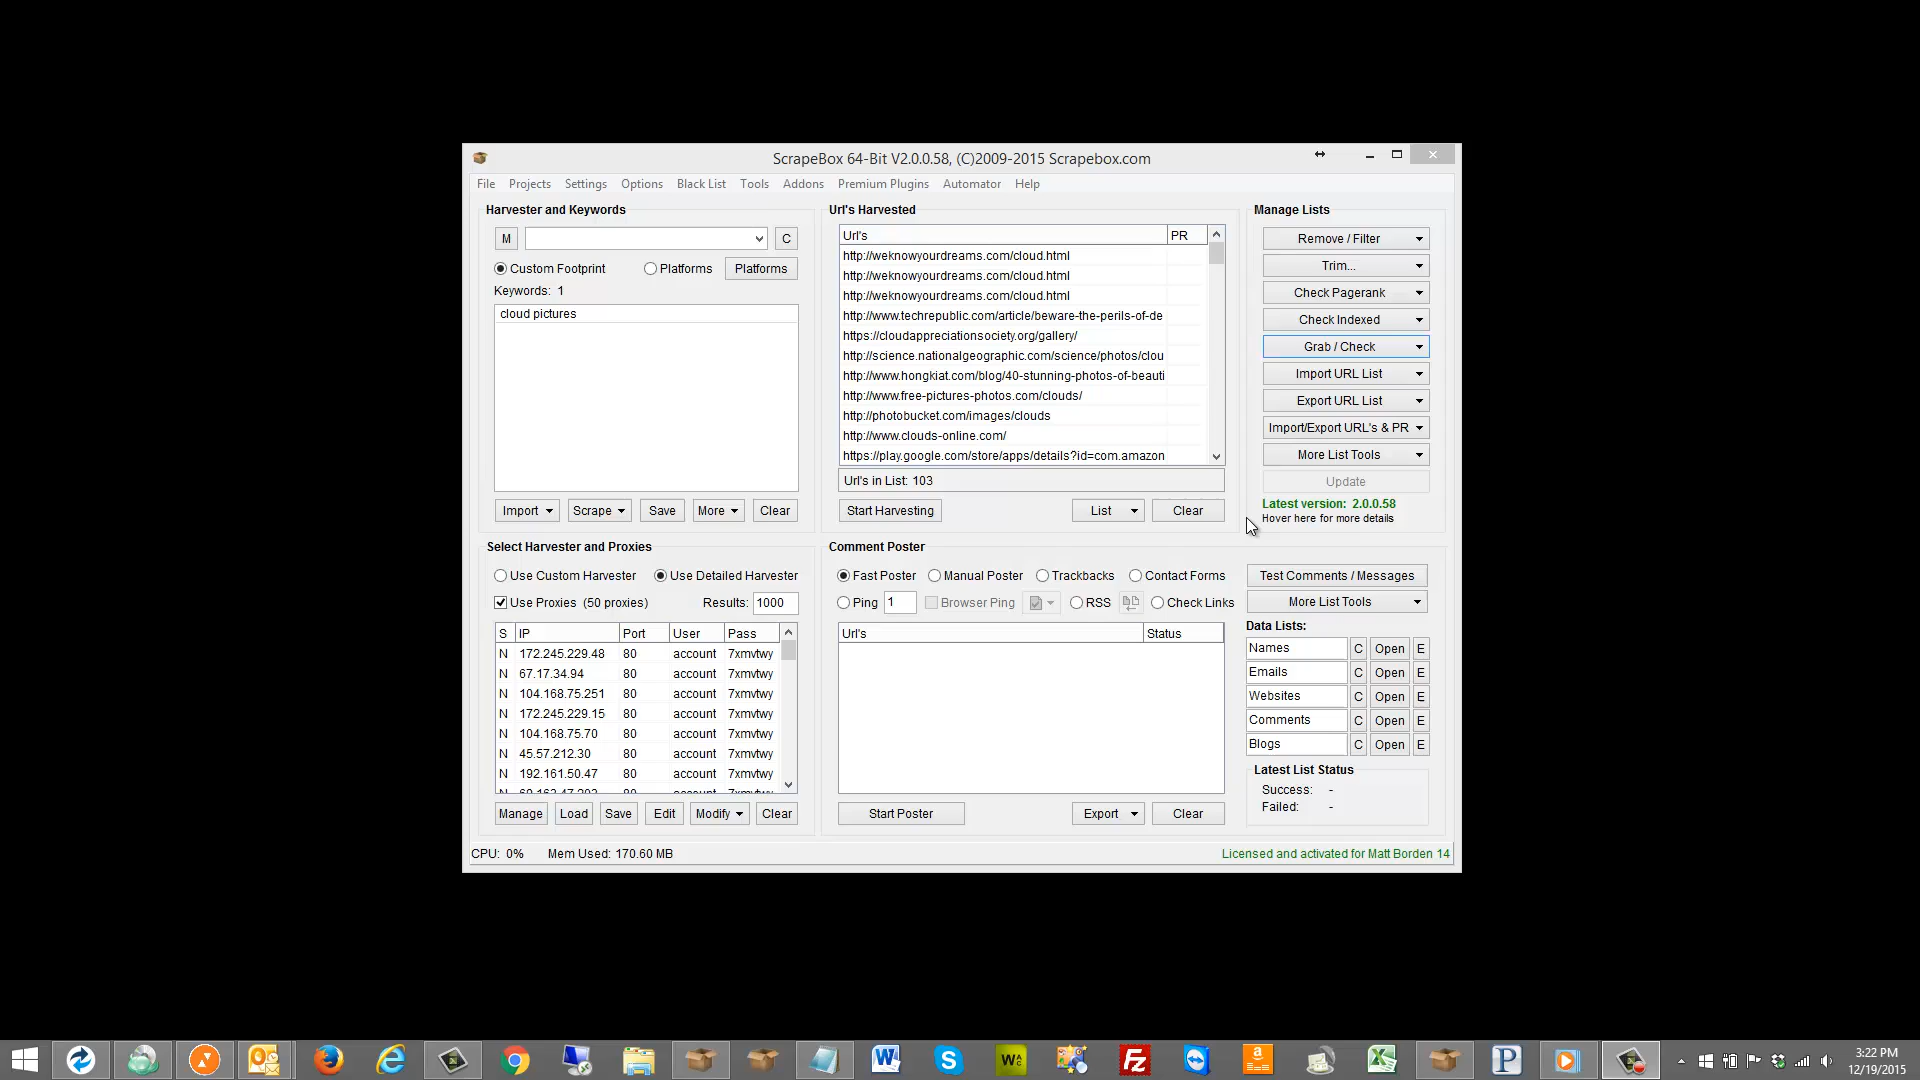 ScrapeBox 64-Bit V2.0.0.58, (C)2009-2015 Scrapebox.com
File Projects Settings Options Black List Tools Addons Premium Plugins Automator Help
Harvester and Keywords
M
C
Custom Footprint Platforms Platforms
Keywords: 1
cloud pictures
Import Scrape Save More Clear
Url's Harvested
Url's PR
http://weknowyourdreams.com/cloud.html
http://weknowyourdreams.com/cloud.html
http://weknowyourdreams.com/cloud.html
http://www.techrepublic.com/article/beware-the-perils-of-de
https://cloudappreciationsociety.org/gallery/
http://science.nationalgeographic.com/science/photos/clou
http://www.hongkiat.com/blog/40-stunning-photos-of-beauti
http://www.free-pictures-photos.com/clouds/
http://photobucket.com/images/clouds
http://www.clouds-online.com/
https://play.google.com/store/apps/details?id=com.amazon
Url's in List: 103
Start Harvesting List Clear
Manage Lists
Remove / Filter
Trim...
Check Pagerank
Check Indexed
Grab / Check
Import URL List
Export URL List
Import/Export URL's & PR
More List Tools
Update
Latest version: 2.0.0.58
Hover here for more details
Select Harvester and Proxies
Use Custom Harvester Use Detailed Harvester
Use Proxies (50 proxies) Results: 1000
S IP Port User Pass
N 172.245.229.48 80 account 7xmvtwy
N 67.17.34.94 80 account 7xmvtwy
N 104.168.75.251 80 account 7xmvtwy
N 172.245.229.15 80 account 7xmvtwy
N 104.168.75.70 80 account 7xmvtwy
N 45.57.212.30 80 account 7xmvtwy
N 192.161.50.47 80 account 7xmvtwy
Manage Load Save Edit Modify Clear
Comment Poster
Fast Poster Manual Poster Trackbacks Contact Forms
Ping 1 Browser Ping RSS Check Links
Url's Status
Start Poster Export Clear
Test Comments / Messages
More List Tools
Data Lists:
Names C Open E
Emails C Open E
Websites C Open E
Comments C Open E
Blogs C Open E
Latest List Status
Success: -
Failed: -
CPU: 0% Mem Used: 170.60 MB
Licensed and activated for Matt Borden 14
3:22 PM
12/19/2015